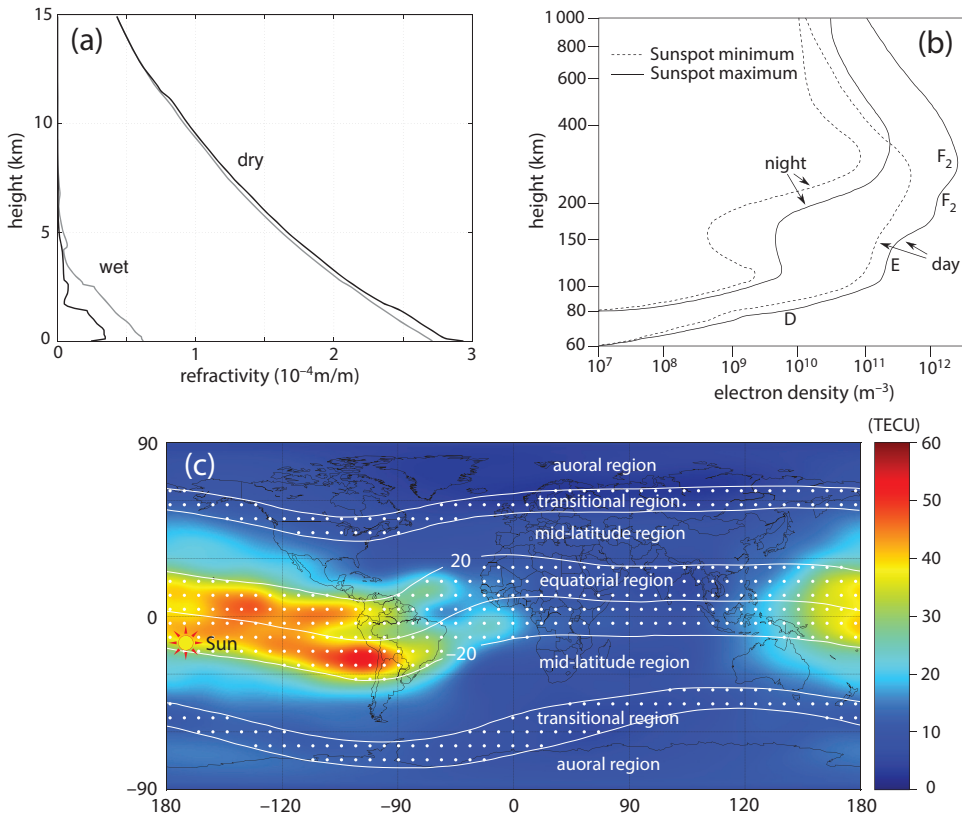 (a)
15
10
5
0
height (km)
dry
wet
0
1
2
3
refractivity (10⁻⁴m/m)
(b)
1 000
800
600
400
200
150
100
80
60
height (km)
Sunspot minimum
Sunspot maximum
night
F₂
F₂
E
day
D
10⁷
10⁸
10⁹
10¹⁰
10¹¹
10¹²
electron density (m⁻³)
(c)
90
0
−90
auoral region
transitional region
mid-latitude region
20
equatorial region
Sun
−20
mid-latitude region
transitional region
auoral region
180
−120
−90
0
90
120
180
(TECU)
60
50
40
30
20
10
0